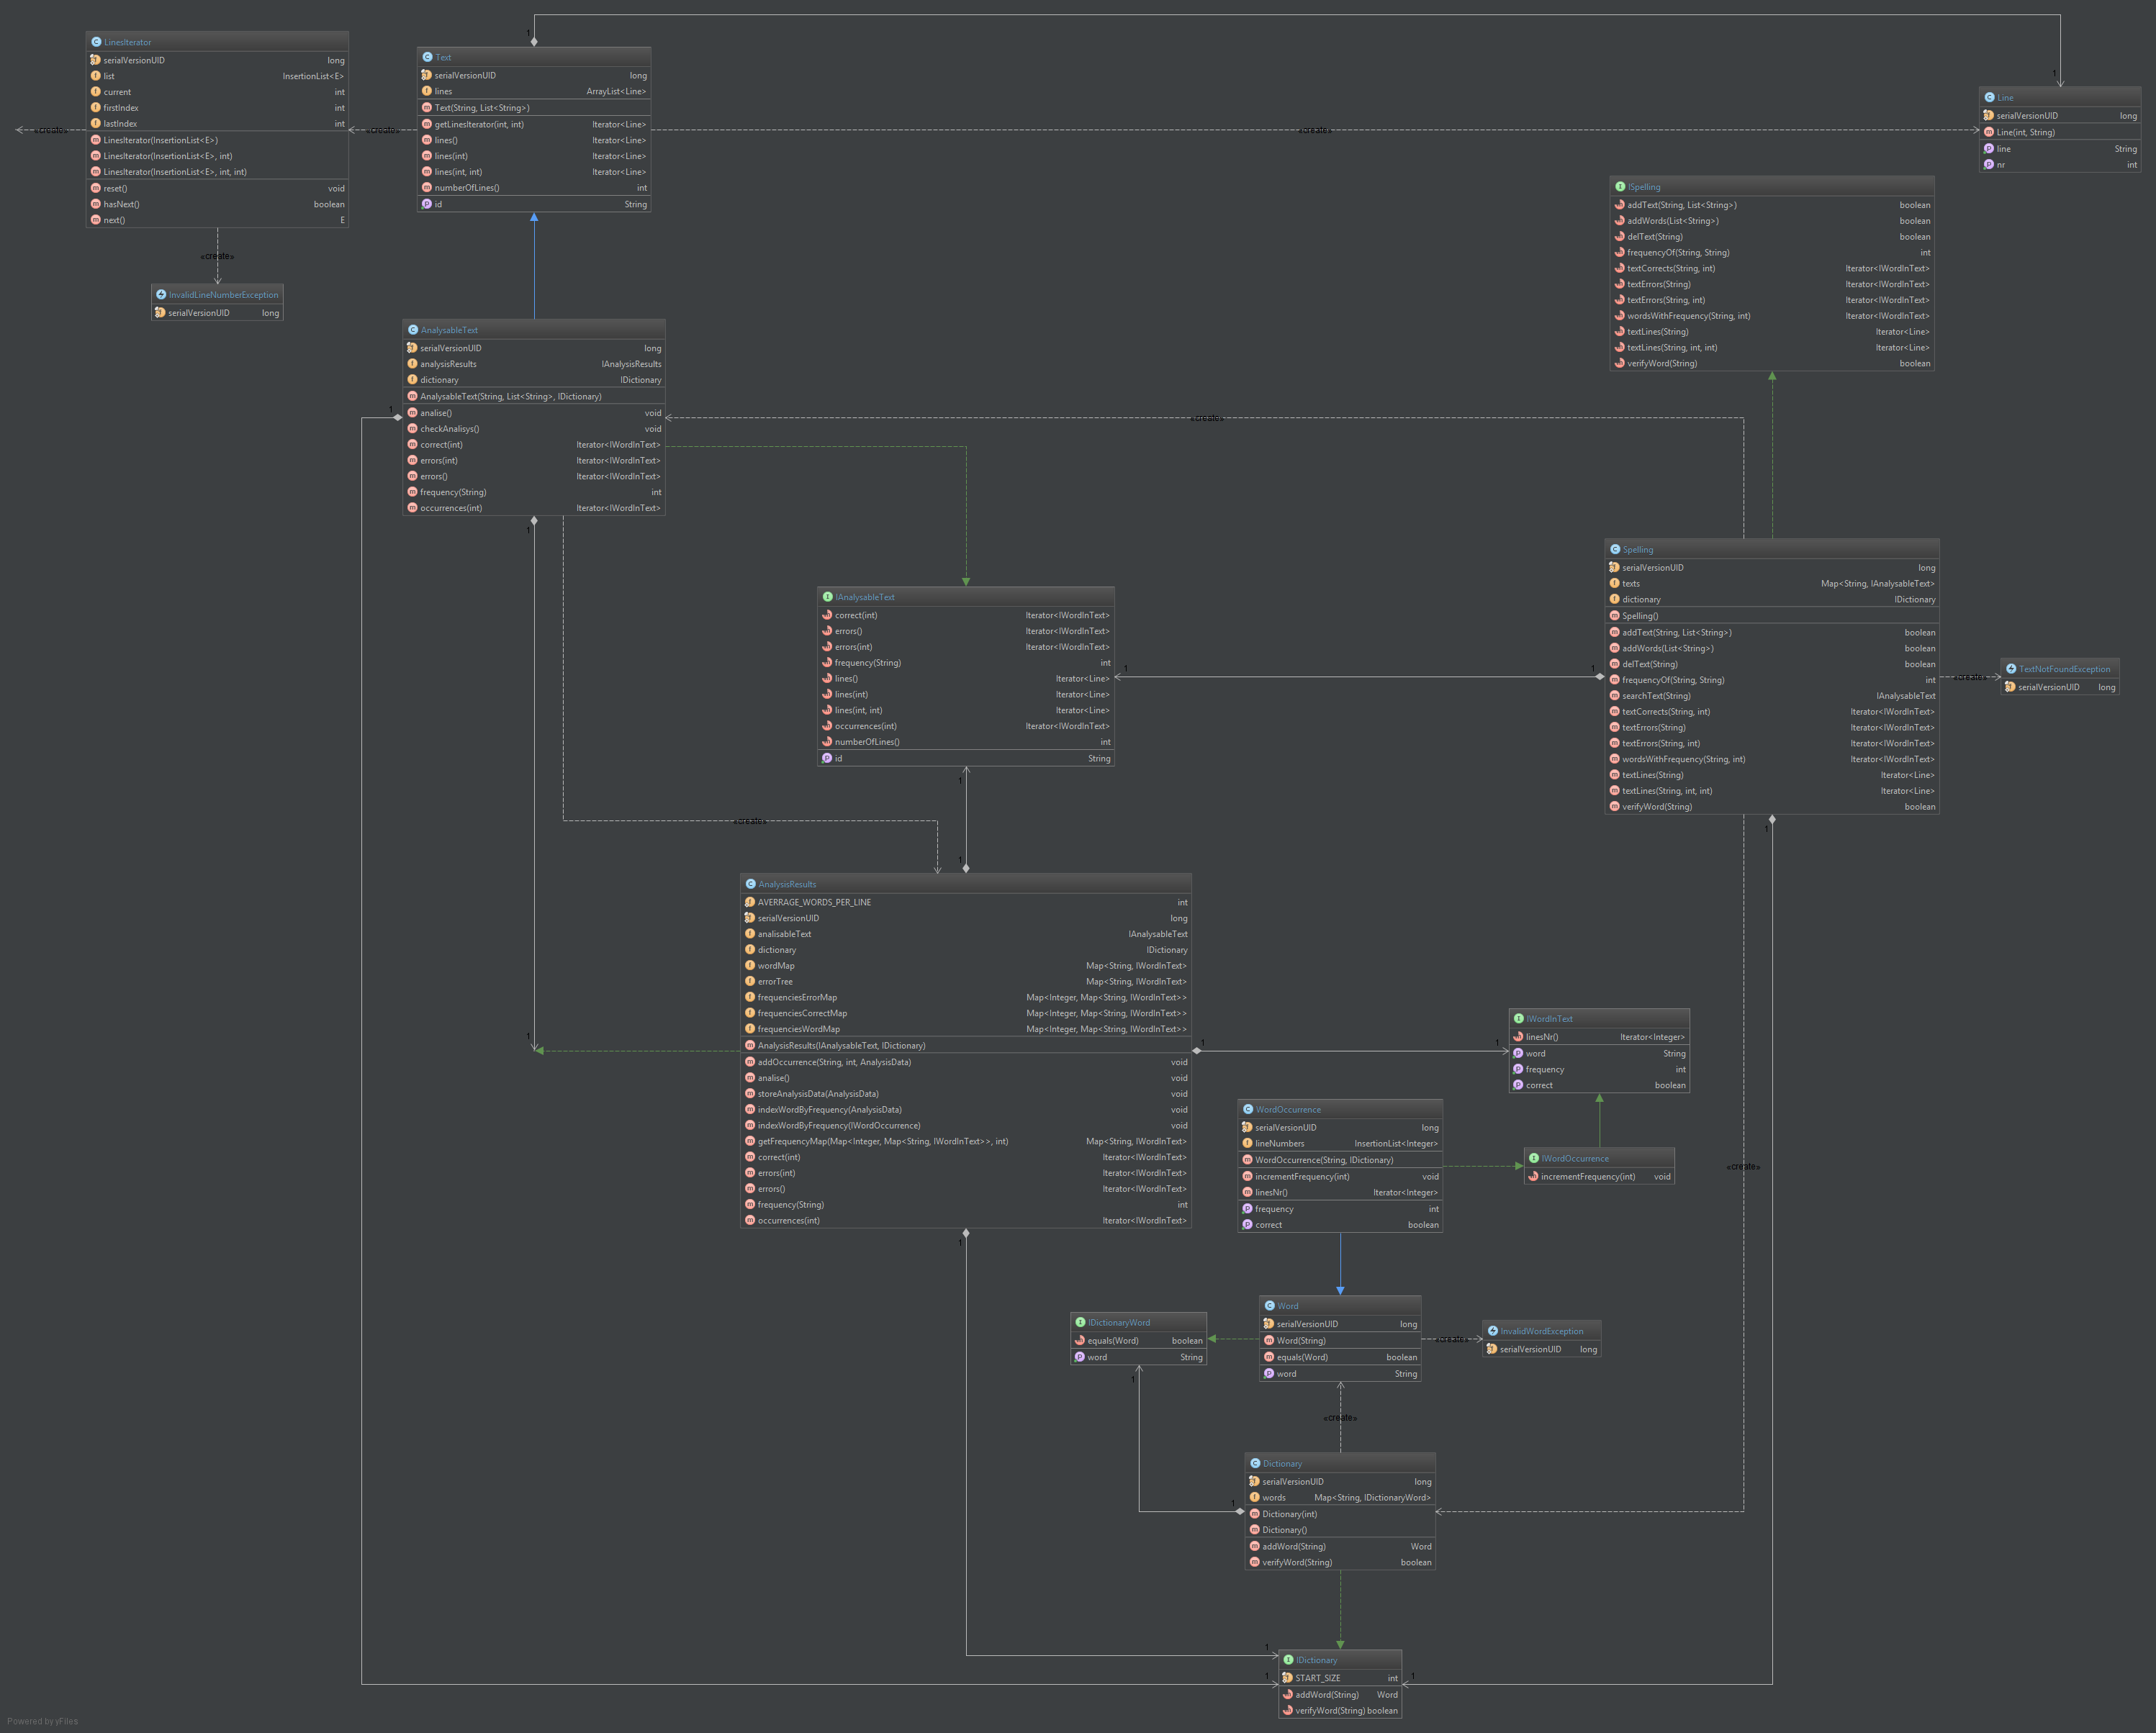 LinesIterator
serialVersionUID long
list InsertionList<E>
current int
firstIndex int
lastIndex int
LinesIterator(InsertionList<E>)
LinesIterator(InsertionList<E>, int)
LinesIterator(InsertionList<E>, int, int)
reset() void
hasNext() boolean
next() E
«create»
«create»
«create»
InvalidLineNumberException
serialVersionUID long
1
Text
serialVersionUID long
lines ArrayList<Line>
Text(String, List<String>)
getLinesIterator(int, int) Iterator<Line>
lines() Iterator<Line>
lines(int) Iterator<Line>
lines(int, int) Iterator<Line>
numberOfLines() int
id String
«create»
1
Line
serialVersionUID long
Line(int, String)
line String
nr int
ISpelling
addText(String, List<String>) boolean
addWords(List<String>) boolean
delText(String) boolean
frequencyOf(String, String) int
textCorrects(String, int) Iterator<IWordInText>
textErrors(String) Iterator<IWordInText>
textErrors(String, int) Iterator<IWordInText>
wordsWithFrequency(String, int) Iterator<IWordInText>
textLines(String) Iterator<Line>
textLines(String, int, int) Iterator<Line>
verifyWord(String) boolean
AnalysableText
serialVersionUID long
analysisResults IAnalysisResults
dictionary IDictionary
AnalysableText(String, List<String>, IDictionary)
analise() void
checkAnalisys() void
correct(int) Iterator<IWordInText>
errors(int) Iterator<IWordInText>
errors() Iterator<IWordInText>
frequency(String) int
occurrences(int) Iterator<IWordInText>
1
1
«create»
IAnalysableText
correct(int) Iterator<IWordInText>
errors() Iterator<IWordInText>
errors(int) Iterator<IWordInText>
frequency(String) int
lines() Iterator<Line>
lines(int) Iterator<Line>
lines(int, int) Iterator<Line>
occurrences(int) Iterator<IWordInText>
numberOfLines() int
id String
1
1
1
1
«create»
Spelling
serialVersionUID long
texts Map<String, IAnalysableText>
dictionary IDictionary
Spelling()
addText(String, List<String>) boolean
addWords(List<String>) boolean
delText(String) boolean
frequencyOf(String, String) int
searchText(String) IAnalysableText
textCorrects(String, int) Iterator<IWordInText>
textErrors(String) Iterator<IWordInText>
textErrors(String, int) Iterator<IWordInText>
wordsWithFrequency(String, int) Iterator<IWordInText>
textLines(String) Iterator<Line>
textLines(String, int, int) Iterator<Line>
verifyWord(String) boolean
1
«create»
TextNotFoundException
serialVersionUID long
AnalysisResults
AVERRAGE_WORDS_PER_LINE int
serialVersionUID long
analisableText IAnalysableText
dictionary IDictionary
wordMap Map<String, IWordInText>
errorTree Map<String, IWordInText>
frequenciesErrorMap Map<Integer, Map<String, IWordInText>>
frequenciesCorrectMap Map<Integer, Map<String, IWordInText>>
frequenciesWordMap Map<Integer, Map<String, IWordInText>>
AnalysisResults(IAnalysableText, IDictionary)
addOccurrence(String, int, AnalysisData) void
analise() void
storeAnalysisData(AnalysisData) void
indexWordByFrequency(AnalysisData) void
indexWordByFrequency(IWordOccurrence) void
getFrequencyMap(Map<Integer, Map<String, IWordInText>>, int) Map<String, IWordInText>
correct(int) Iterator<IWordInText>
errors(int) Iterator<IWordInText>
errors() Iterator<IWordInText>
frequency(String) int
occurrences(int) Iterator<IWordInText>
1
1
1
1
IWordInText
linesNr() Iterator<Integer>
word String
frequency int
correct boolean
WordOccurrence
serialVersionUID long
lineNumbers InsertionList<Integer>
WordOccurrence(String, IDictionary)
incrementFrequency(int) void
linesNr() Iterator<Integer>
frequency int
correct boolean
IWordOccurrence
incrementFrequency(int) void
«create»
IDictionaryWord
equals(Word) boolean
word String
1
Word
serialVersionUID long
Word(String)
equals(Word) boolean
word String
«create»
InvalidWordException
serialVersionUID long
«create»
Dictionary
serialVersionUID long
words Map<String, IDictionaryWord>
Dictionary(int)
Dictionary()
addWord(String) Word
verifyWord(String) boolean
1
1
1
1
IDictionary
START_SIZE int
addWord(String) Word
verifyWord(String) boolean
Powered by yFiles